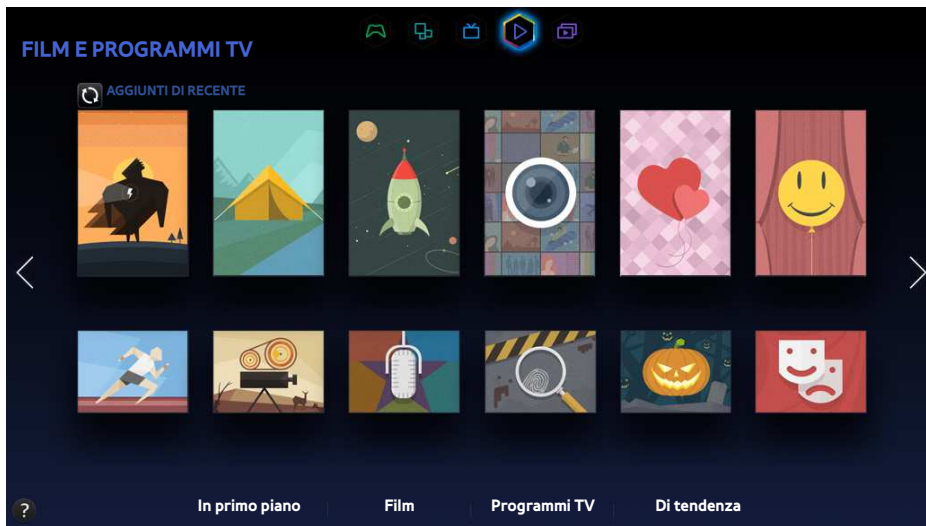 FILM E PROGRAMMI TV
AGGIUNTI DI RECENTE
?
In primo piano
Film
Programmi TV
Di tendenza